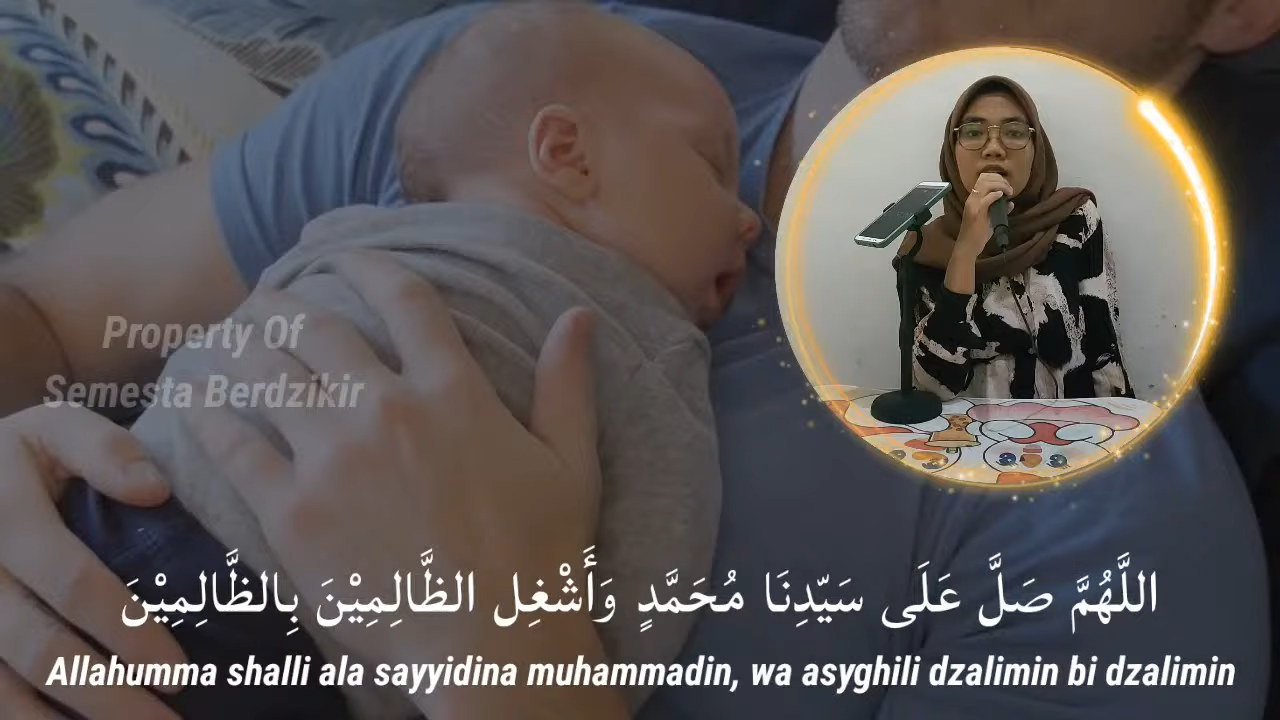 Property Of
Semesta Berdzikir
اللَّهُمَّ صَلَّ عَلَى سَيّدِنَا مُحَمَّدٍ وَأَشْغِل الظَّالِمِيْنَ بِالظَّالِمِيْنَ
Allahumma shalli ala sayyidina muhammadin, wa asyghili dzalimin bi dzalimin